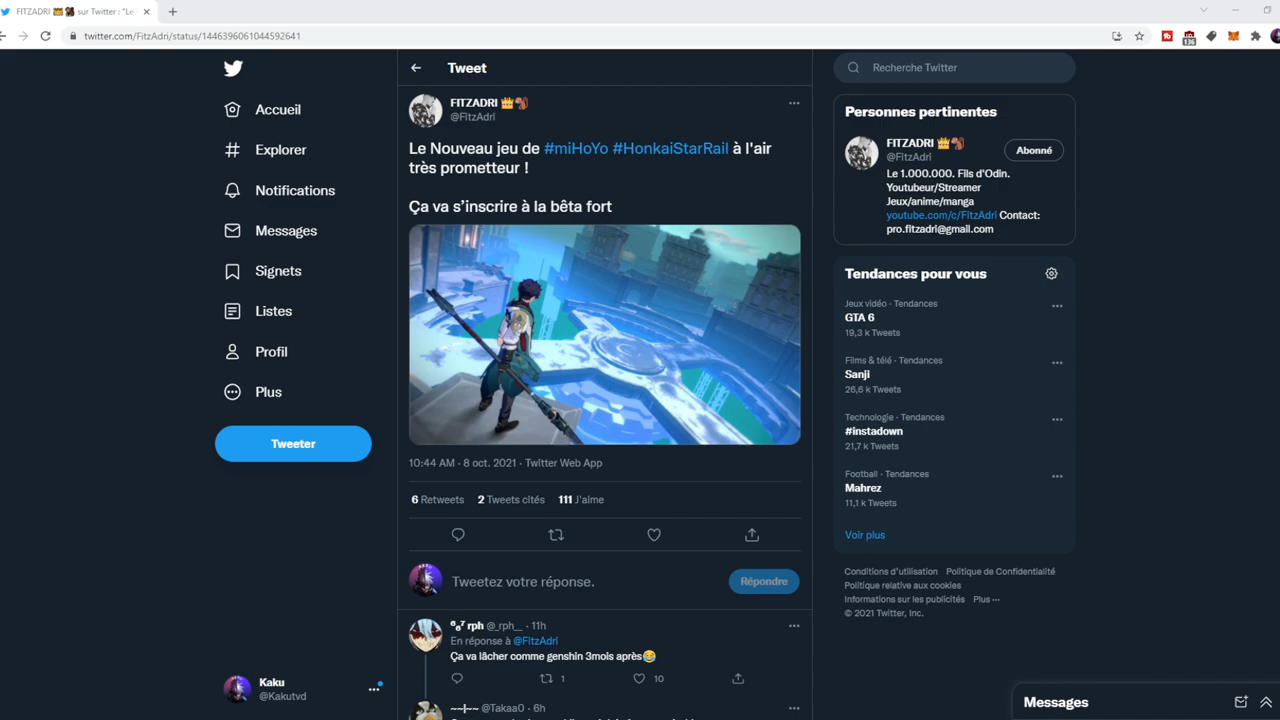 FITZADRI 👑🐿️ sur Twitter : "Le
twitter.com/FitzAdri/status/1446396061044592641
136
Accueil
Explorer
Notifications
Messages
Signets
Listes
Profil
Plus
Tweeter
Kaku
@Kakutvd
Tweet
FITZADRI 👑🐿️
@FItzAdrI
Le Nouveau jeu de #miHoYo #HonkaiStarRail à l'air
très prometteur !
Ça va s’inscrire à la bêta fort
10:44 AM · 8 oct. 2021 · Twitter Web App
6 Retweets 2 Tweets cités 111 J'aime
Tweetez votre réponse.
Répondre
⁶₆⁷ rph @_rph__ · 11h
En réponse à @FItzAdrI
Ça va lâcher comme genshin 3mois après😂
1 10
~~|~~ @Takaa0 · 6h
Recherche Twitter
Personnes pertinentes
FITZADRI 👑🐿️
@FItzAdrI
Abonné
Le 1.000.000. Fils d'Odin.
Youtubeur/Streamer
Jeux/anime/manga
youtube.com/c/FitzAdri Contact:
pro.fitzadri@gmail.com
Tendances pour vous
Jeux vidéo · Tendances
GTA 6
19,3 k Tweets
Films & télé · Tendances
Sanji
26,6 k Tweets
Technologie · Tendances
#instadown
21,7 k Tweets
Football · Tendances
Mahrez
11,1 k Tweets
Voir plus
Conditions d’utilisation Politique de Confidentialité
Politique relative aux cookies
Informations sur les publicités Plus ···
© 2021 Twitter, Inc.
Messages